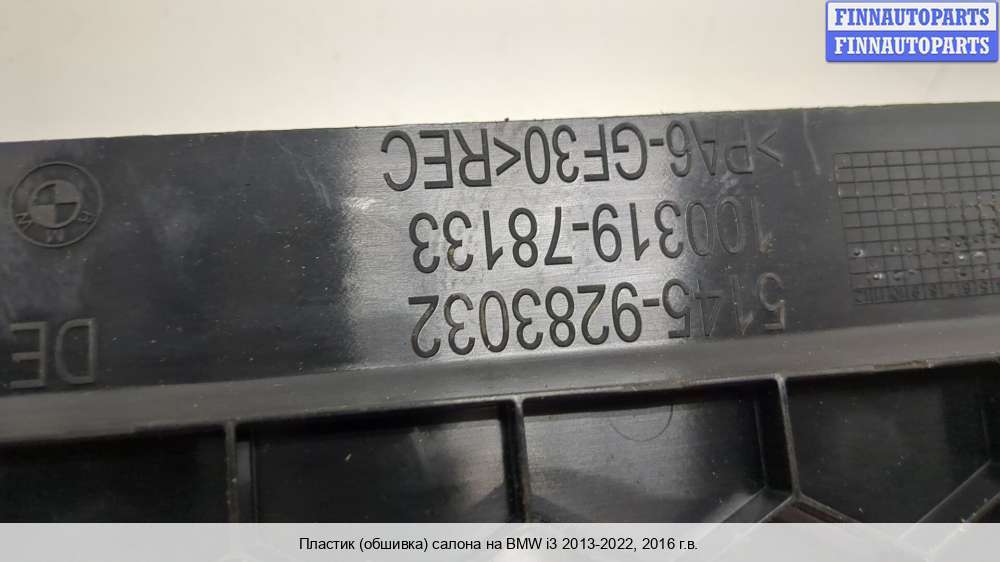 FINNAUTOPARTS
FINNAUTOPARTS
5145-9283032
100319-78133
>PA6-GF30<REC
BMW
DE
Пластик (обшивка) салона на BMW i3 2013-2022, 2016 г.в.